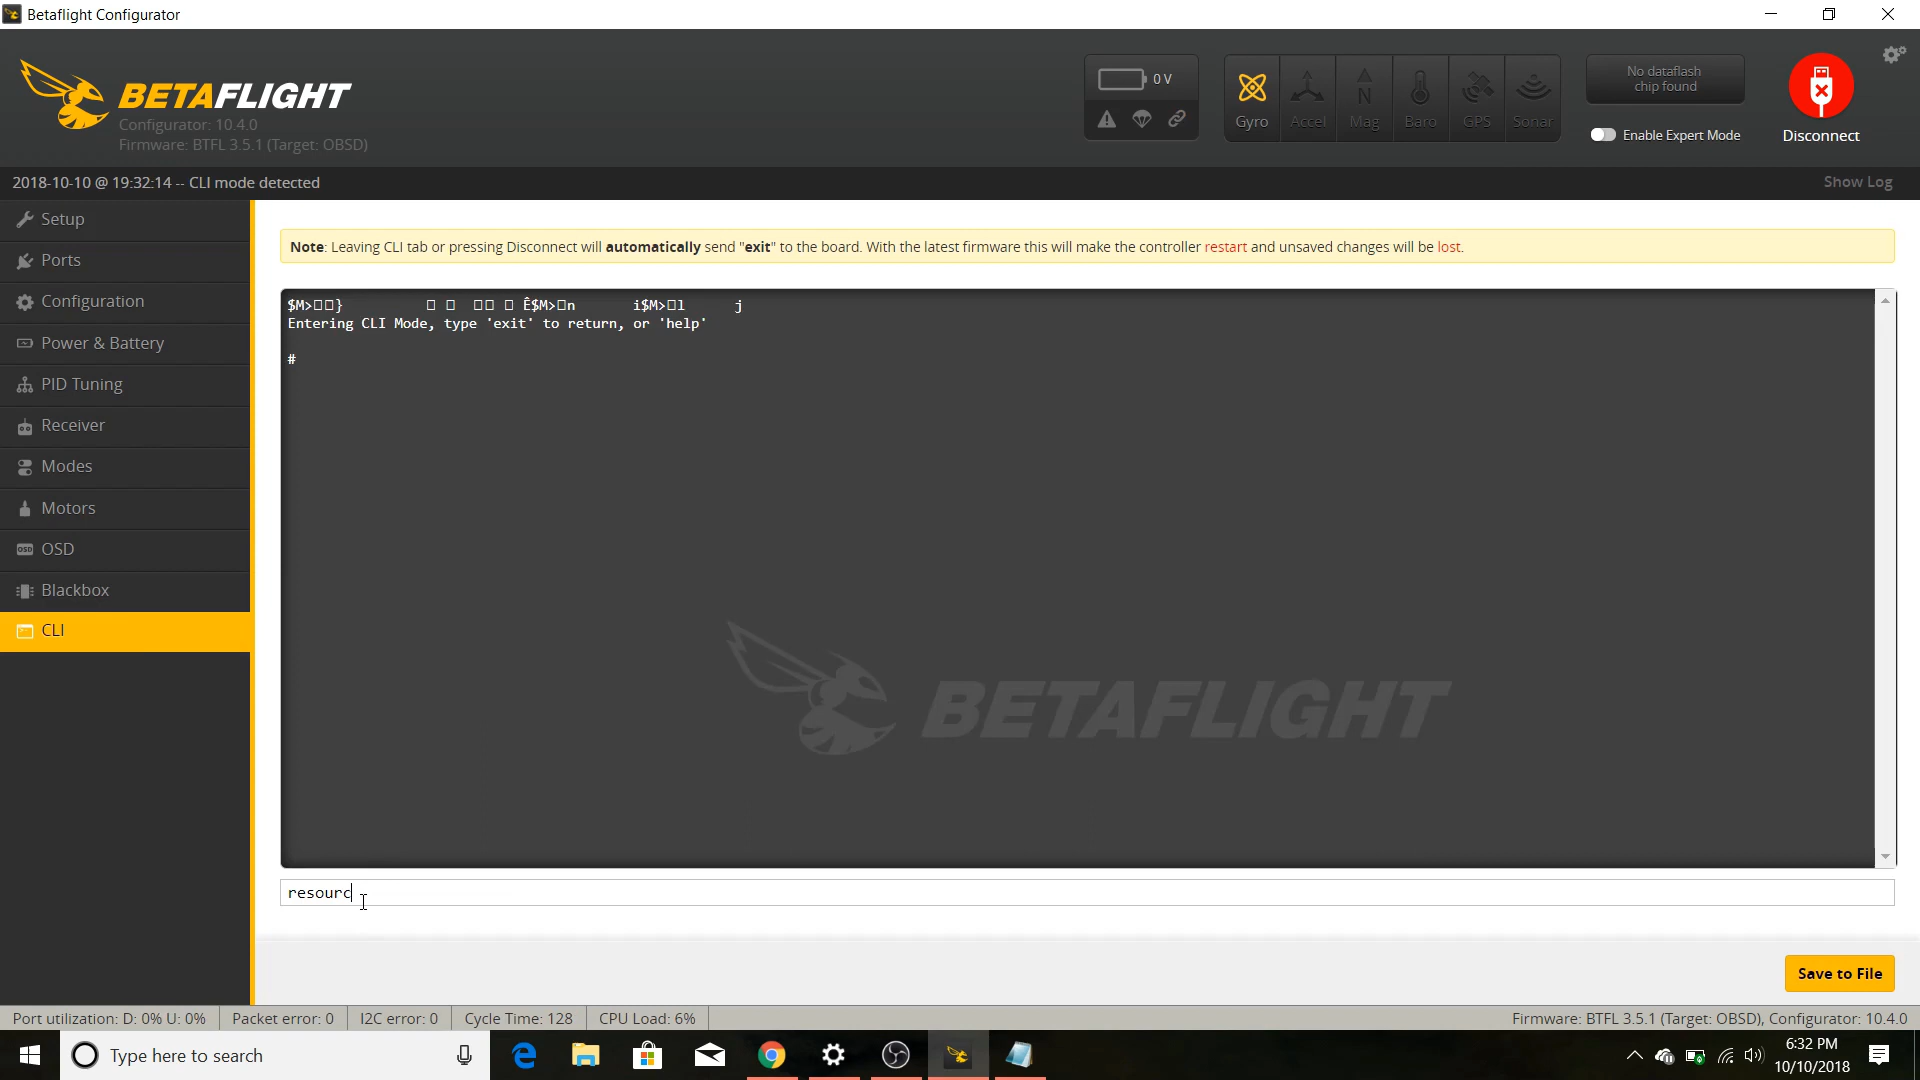 Betaflight Configurator
BETAFLIGHT
Configurator: 10.4.0
Firmware: BTFL 3.5.1 (Target: OBSD)
0 V
Gyro
Accel
Mag
Baro
GPS
Sonar
No dataflash
chip found
Enable Expert Mode
Disconnect
2018-10-10 @ 19:32:14 -- CLI mode detected
Show Log
Setup
Ports
Configuration
Power & Battery
PID Tuning
Receiver
Modes
Motors
OSD
Blackbox
CLI
Note: Leaving CLI tab or pressing Disconnect will automatically send "exit" to the board. With the latest firmware this will make the controller restart and unsaved changes will be lost.
$M>□□} □ □ □□ □ Ê$M>□n i$M>□l j
Entering CLI Mode, type 'exit' to return, or 'help'
#
BETAFLIGHT
resourc
Save to File
Port utilization: D: 0% U: 0%
Packet error: 0
I2C error: 0
Cycle Time: 128
CPU Load: 6%
Firmware: BTFL 3.5.1 (Target: OBSD), Configurator: 10.4.0
Type here to search
6:32 PM
10/10/2018